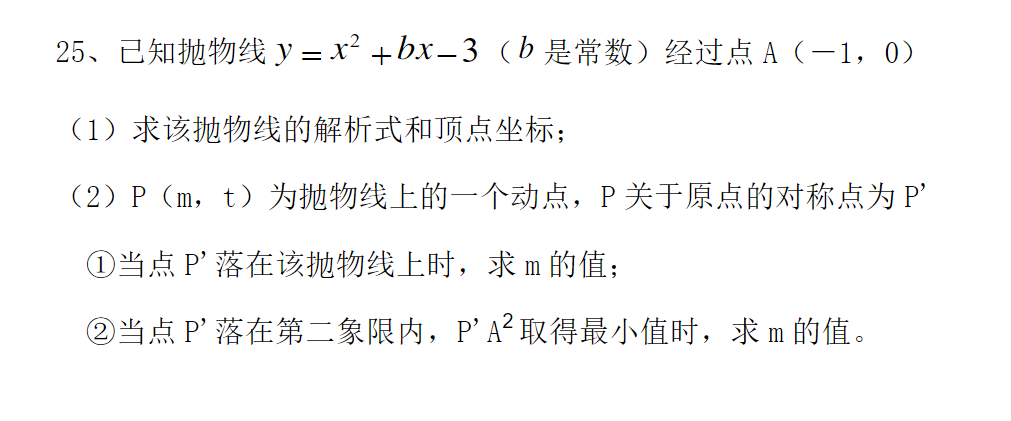 25、已知抛物线 y=x²+bx-3（b 是常数）经过点 A（-1，0）
（1）求该抛物线的解析式和顶点坐标；
（2）P（m，t）为抛物线上的一个动点，P 关于原点的对称点为 P'
①当点 P'落在该抛物线上时，求 m 的值；
②当点 P'落在第二象限内，P'A²取得最小值时，求 m 的值。